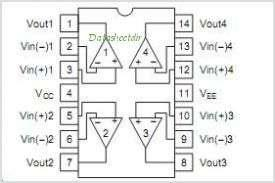 Vout1 1 14 Vout4
Datasheetdir
Vin(−)1 2 1 4 13 Vin(−)4
Vin(+)1 3 12 Vin(+)4
VCC 4 11 VEE
Vin(+)2 5 10 Vin(+)3
Vin(−)2 6 2 3 9 Vin(−)3
Vout2 7 8 Vout3